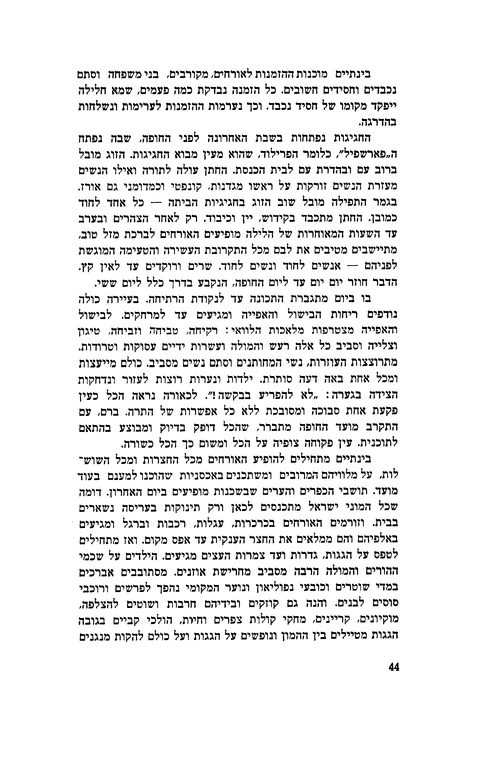 בינתיים מוכנות ההזמנות לאורחים, מקורבים, בני משפחה וסתם
נכבדים וחסידים חשובים. כל הזמנה נבדקת כמה פעמים, שמא חלילה
ייפקד מקומו של חסיד נכבד. וכך נערמות ההזמנות לערימות ונשלחות
בהדרגה.
החגיגות נפתחות בשבת האחרונה לפני החופה, שבה נפתח
ה„פארשפיל", כלומר הפרילוד, שהוא מעין מבוא החגיגות. הזוג מובל
ברוב עם ובהדרת עם לבית הכנסת. החתן עולה לתורה ואילו הנשים
מעזרת הנשים זורקות על ראשו מגדנות, קונפטי וכמדומני גם אורז.
בגמר התפילה מובל שוב הזוג בחגיגיות הביתה — כל אחד לחוד
כמובן. החתן מתכבד בקידוש, יין וכיבוד. רק לאחר הצהרים ובערב
עד השעות המאוחרות של הלילה מופיעים האורחים לברכת מזל טוב,
מתיישבים מטיבים את לבם מכל התקרובת העשירה והטעימה המוגשת
לפניהם — אנשים לחוד ונשים לחוד. שרים ורוקדים עד לאין קץ.
הדבר חוזר יום יום עד ליום החופה, הנקבע בדרך כלל ליום ששי.
בו ביום מתגברת התכונה עד לנקודת הרתיחה. בעיירה כולה
נודפים ריחות הבישול והאפייה ומגיעים עד למרחקים. לבישול
והאפייה מצטרפות מלאכות הלוואי: רקיחה, טביחה וזביחה, טיגון
וצלייה וסביב כל אלה רעש והמולה ועשרות ידיים עסוקות וטרודות.
מתרוצצות העוזרות, נשי המחותנים וסתם נשים מסביב. כולם מייעצות
ומכל אחת באה דעה סותרת. ילדות ונערות רוצות לעזור ונדחקות
הצידה בגערה: „לא להפריע בבקשה!". לכאורה נראה הכל כעין
פקעת אחת סבוכה ומסובכת ללא כל אפשרות של התרה. ברם, עם
התקרב מועד החופה מתברר, שהכל דופק בדיוק ומבוצע בהתאם
לתוכנית. עין פקוחה צופיה על הכל ומשום כך הכל כשורה.
בינתיים מתחילים להופיע האורחים מכל החצרות ומכל השוש־
לות, על מלוויהם המרובים ומשתכנים באכסניות שהוכנו למענם בעוד
מועד. תושבי הכפרים והערים שבשכנות מופיעים ביום האחרון. דומה
שכל המוני ישראל מתכנסים לכאן ורק תינוקות בעריסה נשארים
בבית. וזורמים האורחים בכרכרות, עגלות, רכבות וברגל ומגיעים
באלפיהם והם ממלאים את החצר הענקית עד אפס מקום. ואז מתחילים
לטפס על הגגות, גדרות ועד צמרות העצים מגיעים. הילדים על שכמי
ההורים והמולה הרבה מסביב מחרישת אוזנים. מסתובבים אברכים
במדי שוטרים וכובעי נפוליאון ונוער המקומי נהפך לפרשים ורוכבי
סוסים לבנים. והנה גם קוזקים ובידיהם חרבות ושוטים להצלפה,
מוקיונים, קריינים, מחקי קולות צפרים וחיות, הולכי קביים בגובה
הגגות מטיילים בין ההמון ונופשים על הגגות ועל כולם להקות מנגנים
44